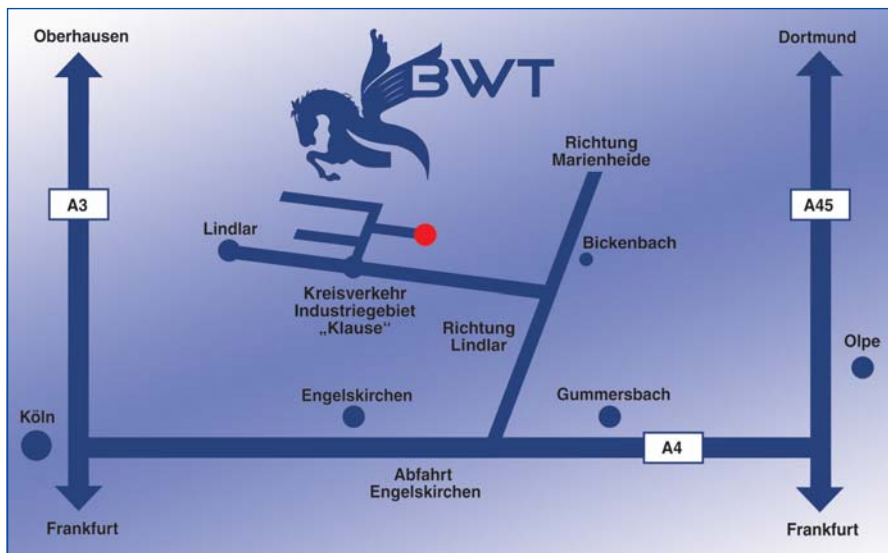 Oberhausen
Dortmund
BWT
Richtung
Marienheide
A3
A45
Lindlar
Bickenbach
Kreisverkehr
Industriegebiet
„Klause“
Richtung
Lindlar
Olpe
Engelskirchen
Gummersbach
Köln
A4
Abfahrt
Engelskirchen
Frankfurt
Frankfurt